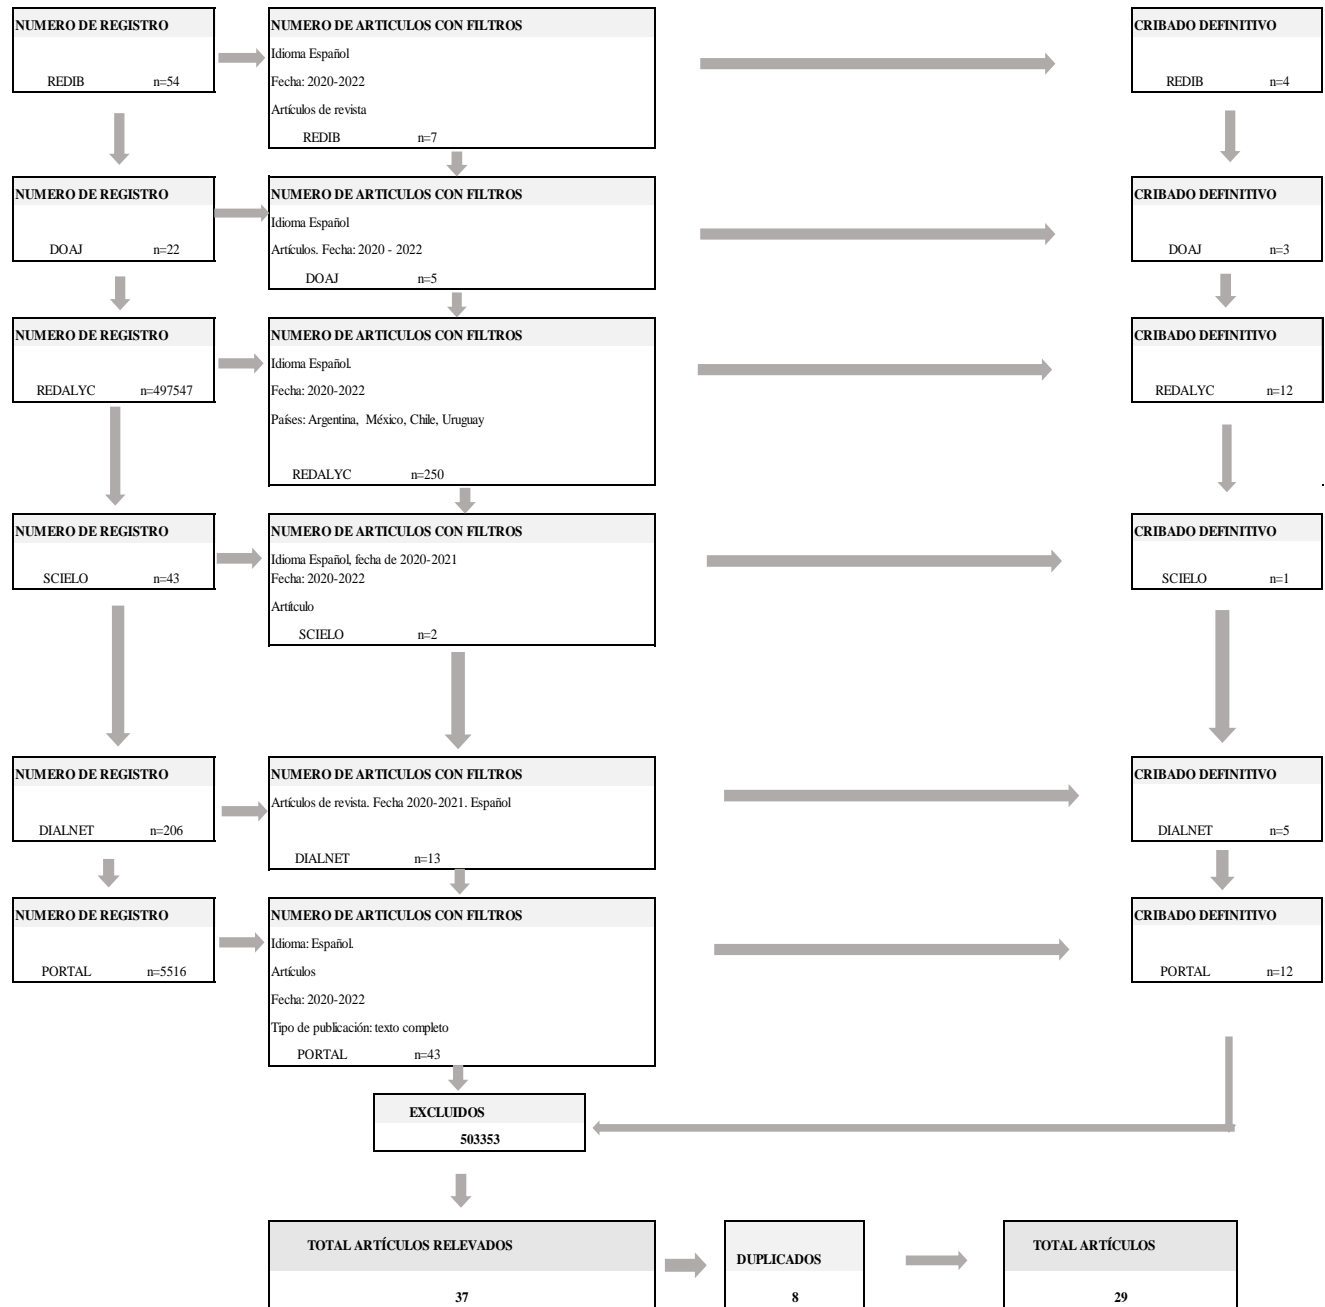 NUMERO DE REGISTRO
REDIB n=54
NUMERO DE ARTICULOS CON FILTROS
Idioma Español
Fecha: 2020-2022
Artículos de revista
REDIB n=7
CRIBADO DEFINITIVO
REDIB n=4
NUMERO DE REGISTRO
DOAJ n=22
NUMERO DE ARTICULOS CON FILTROS
Idioma Español
Artículos. Fecha: 2020 - 2022
DOAJ n=5
CRIBADO DEFINITIVO
DOAJ n=3
NUMERO DE REGISTRO
REDALYC n=497547
NUMERO DE ARTICULOS CON FILTROS
Idioma Español.
Fecha: 2020-2022
Países: Argentina, México, Chile, Uruguay
REDALYC n=250
CRIBADO DEFINITIVO
REDALYC n=12
NUMERO DE REGISTRO
SCIELO n=43
NUMERO DE ARTICULOS CON FILTROS
Idioma Español, fecha de 2020-2021
Fecha: 2020-2022
Artítculo
SCIELO n=2
CRIBADO DEFINITIVO
SCIELO n=1
NUMERO DE REGISTRO
DIALNET n=206
NUMERO DE ARTICULOS CON FILTROS
Artículos de revista. Fecha 2020-2021. Español
DIALNET n=13
CRIBADO DEFINITIVO
DIALNET n=5
NUMERO DE REGISTRO
PORTAL n=5516
NUMERO DE ARTICULOS CON FILTROS
Idioma: Español.
Artículos
Fecha: 2020-2022
Tipo de publicación: texto completo
PORTAL n=43
CRIBADO DEFINITIVO
PORTAL n=12
EXCLUIDOS
503353
TOTAL ARTÍCULOS RELEVADOS
37
DUPLICADOS
8
TOTAL ARTÍCULOS
29